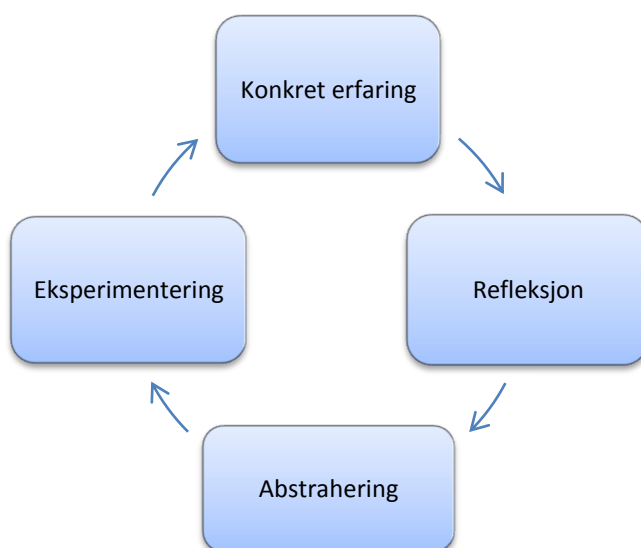 Konkret erfaring
Refleksjon
Abstrahering
Eksperimentering